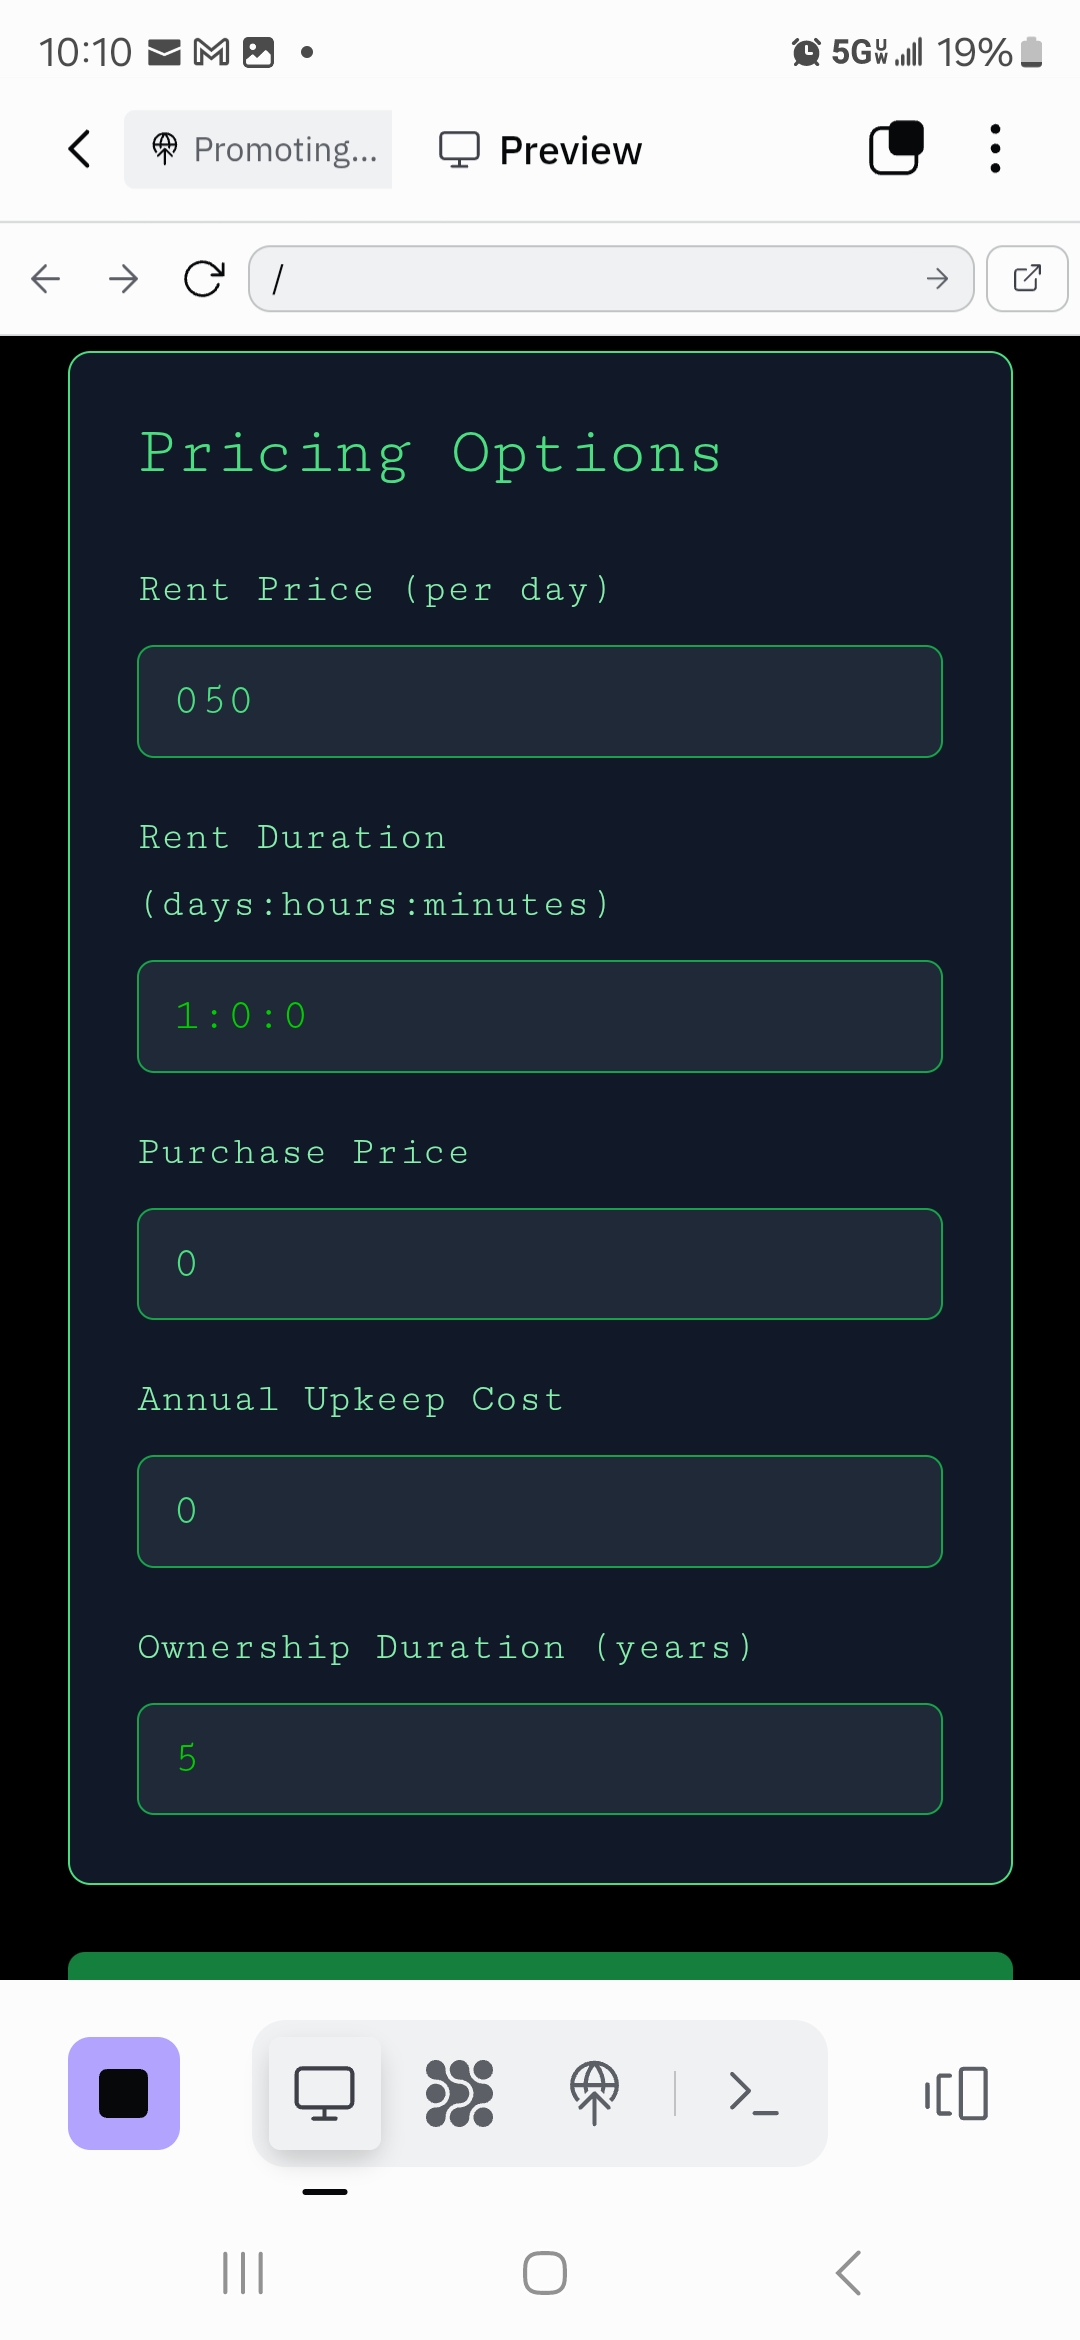 10:10
5G UW 19%
Promoting...
Preview
/
Pricing Options
Rent Price (per day)
050
Rent Duration
(days:hours:minutes)
1:0:0
Purchase Price
0
Annual Upkeep Cost
0
Ownership Duration (years)
5